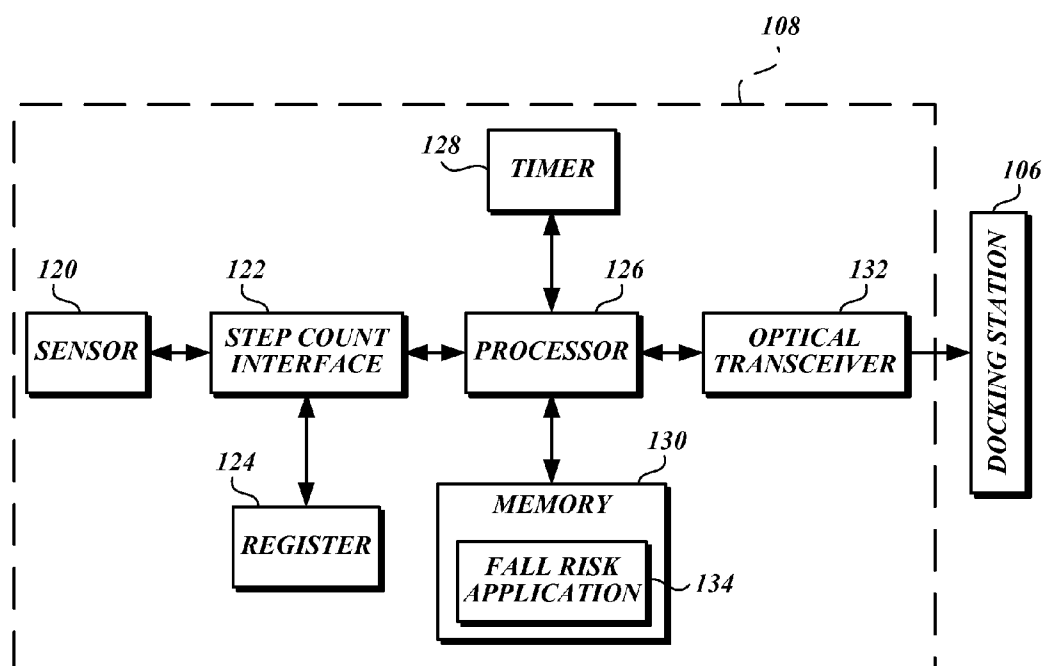 108
128
TIMER
106
120
122
126
132
SENSOR
STEP COUNT
INTERFACE
PROCESSOR
OPTICAL
TRANSCEIVER
DOCKING STATION
124
REGISTER
130
MEMORY
FALL RISK
APPLICATION
134